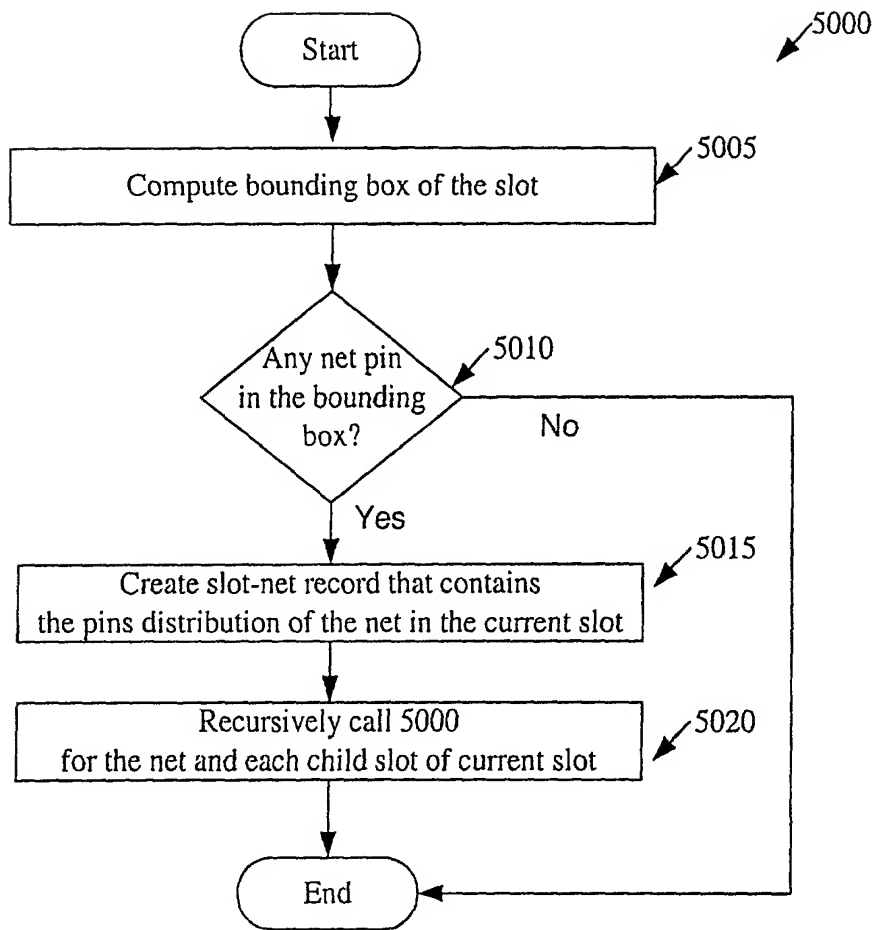 Start
5000
Compute bounding box of the slot
5005
Any net pin
in the bounding
box?
5010
No
Yes
Create slot-net record that contains
the pins distribution of the net in the current slot
5015
Recursively call 5000
for the net and each child slot of current slot
5020
End